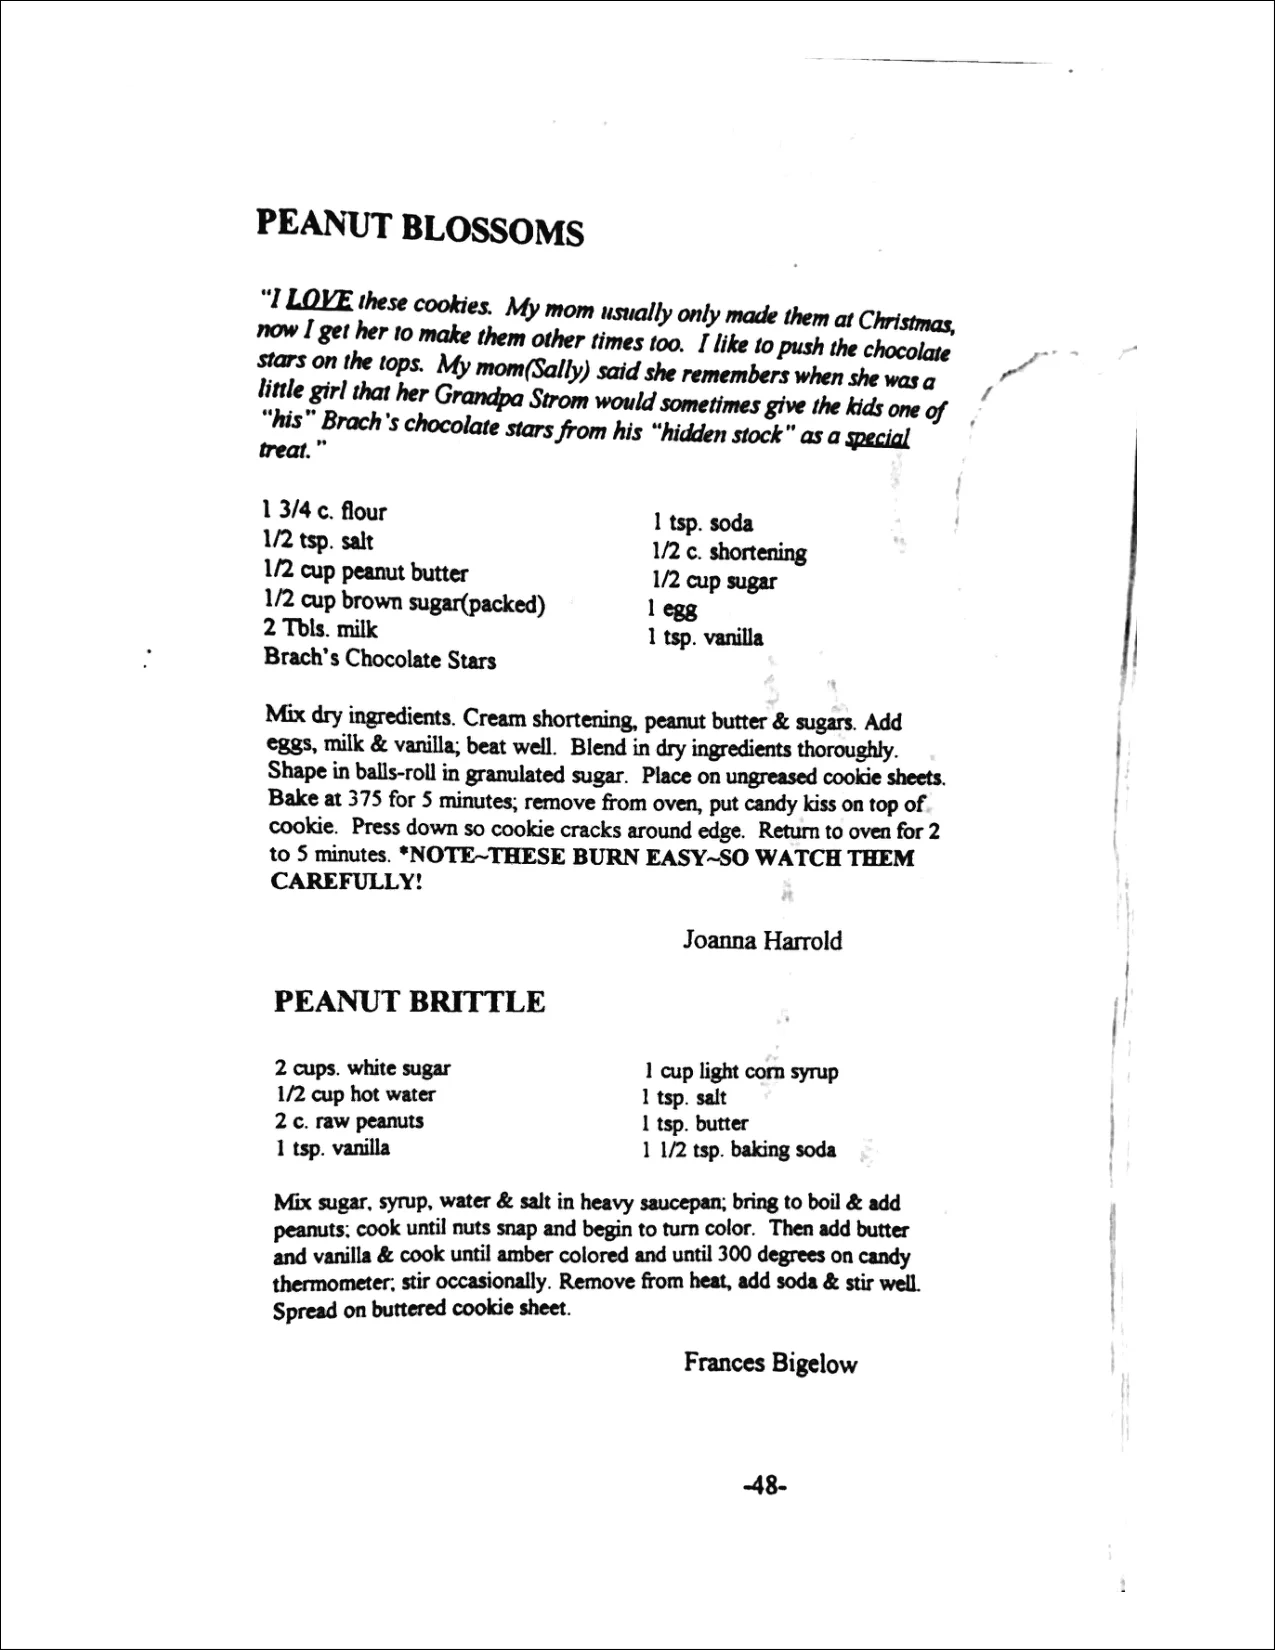 PEANUT BLOSSOMS
"I LOVE these cookies. My mom usually only made them at Christmas,
now I get her to make them other times too. I like to push the chocolate
stars on the tops. My mom(Sally) said she remembers when she was a
little girl that her Grandpa Strom would sometimes give the kids one of
"his" Brach's chocolate stars from his "hidden stock" as a special
treat."
1 3/4 c. flour
1/2 tsp. salt
1/2 cup peanut butter
1/2 cup brown sugar(packed)
2 Tbls. milk
Brach's Chocolate Stars
1 tsp. soda
1/2 c. shortening
1/2 cup sugar
1 egg
1 tsp. vanilla
Mix dry ingredients. Cream shortening, peanut butter & sugars. Add
eggs, milk & vanilla; beat well. Blend in dry ingredients thoroughly.
Shape in balls-roll in granulated sugar. Place on ungreased cookie sheets.
Bake at 375 for 5 minutes; remove from oven, put candy kiss on top of
cookie. Press down so cookie cracks around edge. Return to oven for 2
to 5 minutes. *NOTE~THESE BURN EASY~SO WATCH THEM
CAREFULLY!
Joanna Harrold
PEANUT BRITTLE
2 cups. white sugar
1/2 cup hot water
2 c. raw peanuts
1 tsp. vanilla
1 cup light corn syrup
1 tsp. salt
1 tsp. butter
1 1/2 tsp. baking soda
Mix sugar, syrup, water & salt in heavy saucepan; bring to boil & add
peanuts; cook until nuts snap and begin to turn color. Then add butter
and vanilla & cook until amber colored and until 300 degrees on candy
thermometer; stir occasionally. Remove from heat, add soda & stir well.
Spread on buttered cookie sheet.
Frances Bigelow
-48-